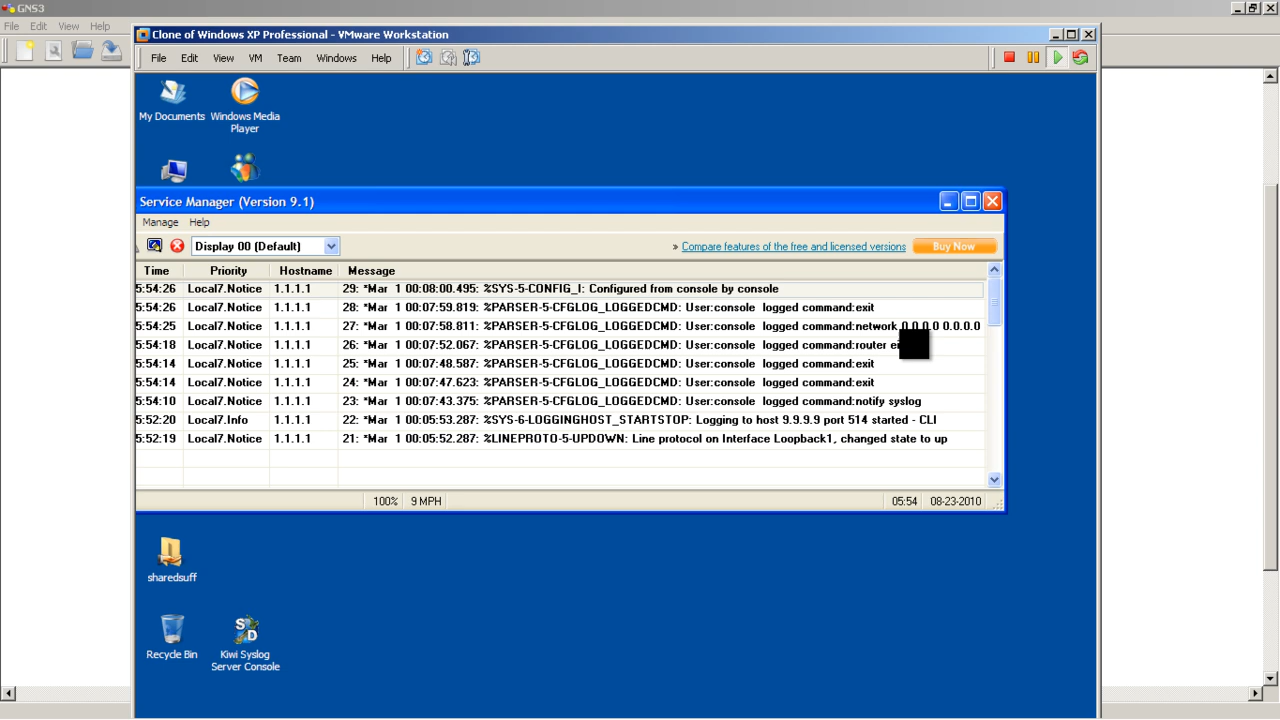 GNS3
File Edit View Help
Clone of Windows XP Professional - VMware Workstation
File Edit View VM Team Windows Help
My Documents
Windows Media Player
Service Manager (Version 9.1)
Manage Help
Display 00 (Default)
» Compare features of the free and licensed versions
Buy Now
Time Priority Hostname Message
5:54:26 Local7.Notice 1.1.1.1 29: *Mar 1 00:08:00.495: %SYS-5-CONFIG_I: Configured from console by console
5:54:26 Local7.Notice 1.1.1.1 28: *Mar 1 00:07:59.819: %PARSER-5-CFGLOG_LOGGEDCMD: User:console logged command:exit
5:54:25 Local7.Notice 1.1.1.1 27: *Mar 1 00:07:58.811: %PARSER-5-CFGLOG_LOGGEDCMD: User:console logged command:network 0.0.0.0 0.0.0.0
5:54:18 Local7.Notice 1.1.1.1 26: *Mar 1 00:07:52.067: %PARSER-5-CFGLOG_LOGGEDCMD: User:console logged command:router
5:54:14 Local7.Notice 1.1.1.1 25: *Mar 1 00:07:48.587: %PARSER-5-CFGLOG_LOGGEDCMD: User:console logged command:exit
5:54:14 Local7.Notice 1.1.1.1 24: *Mar 1 00:07:47.623: %PARSER-5-CFGLOG_LOGGEDCMD: User:console logged command:exit
5:54:10 Local7.Notice 1.1.1.1 23: *Mar 1 00:07:43.375: %PARSER-5-CFGLOG_LOGGEDCMD: User:console logged command:notify syslog
5:52:20 Local7.Info 1.1.1.1 22: *Mar 1 00:05:53.287: %SYS-6-LOGGINGHOST_STARTSTOP: Logging to host 9.9.9.9 port 514 started - CLI
5:52:19 Local7.Notice 1.1.1.1 21: *Mar 1 00:05:52.287: %LINEPROTO-5-UPDOWN: Line protocol on Interface Loopback1, changed state to up
100% 9 MPH 05:54 08-23-2010
sharedsuff
Recycle Bin
Kiwi Syslog Server Console